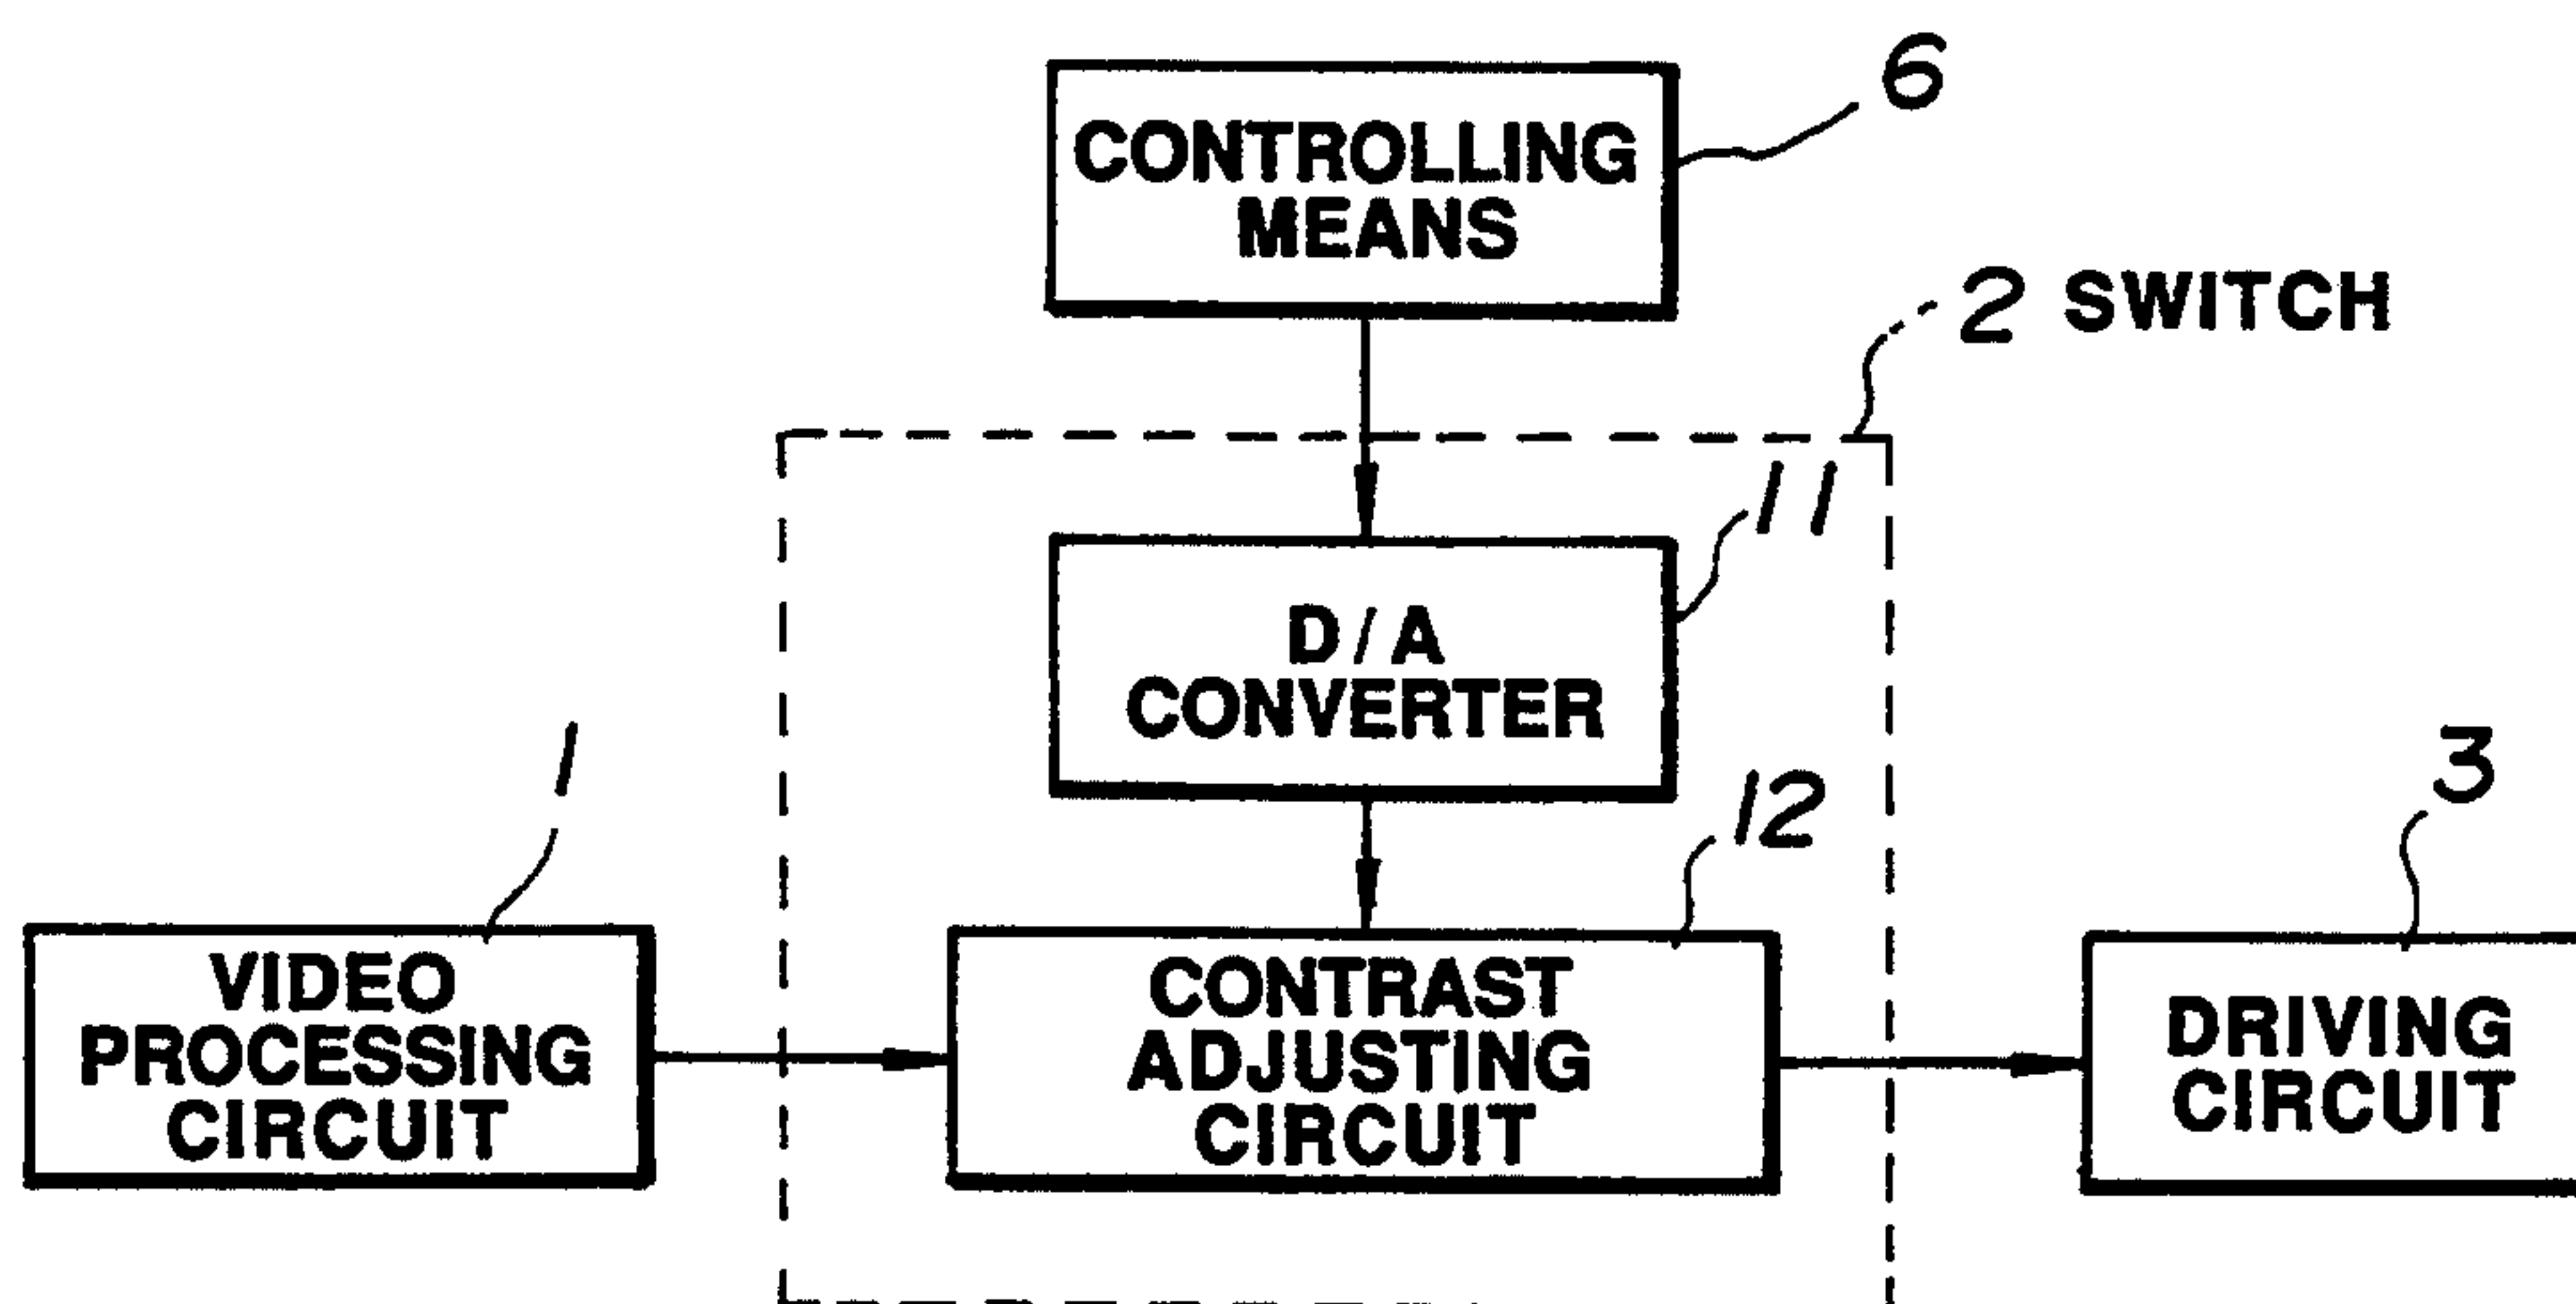 6
CONTROLLING
MEANS
2 SWITCH
11
D/A
CONVERTER
1
12
3
VIDEO
PROCESSING
CIRCUIT
CONTRAST
ADJUSTING
CIRCUIT
DRIVING
CIRCUIT